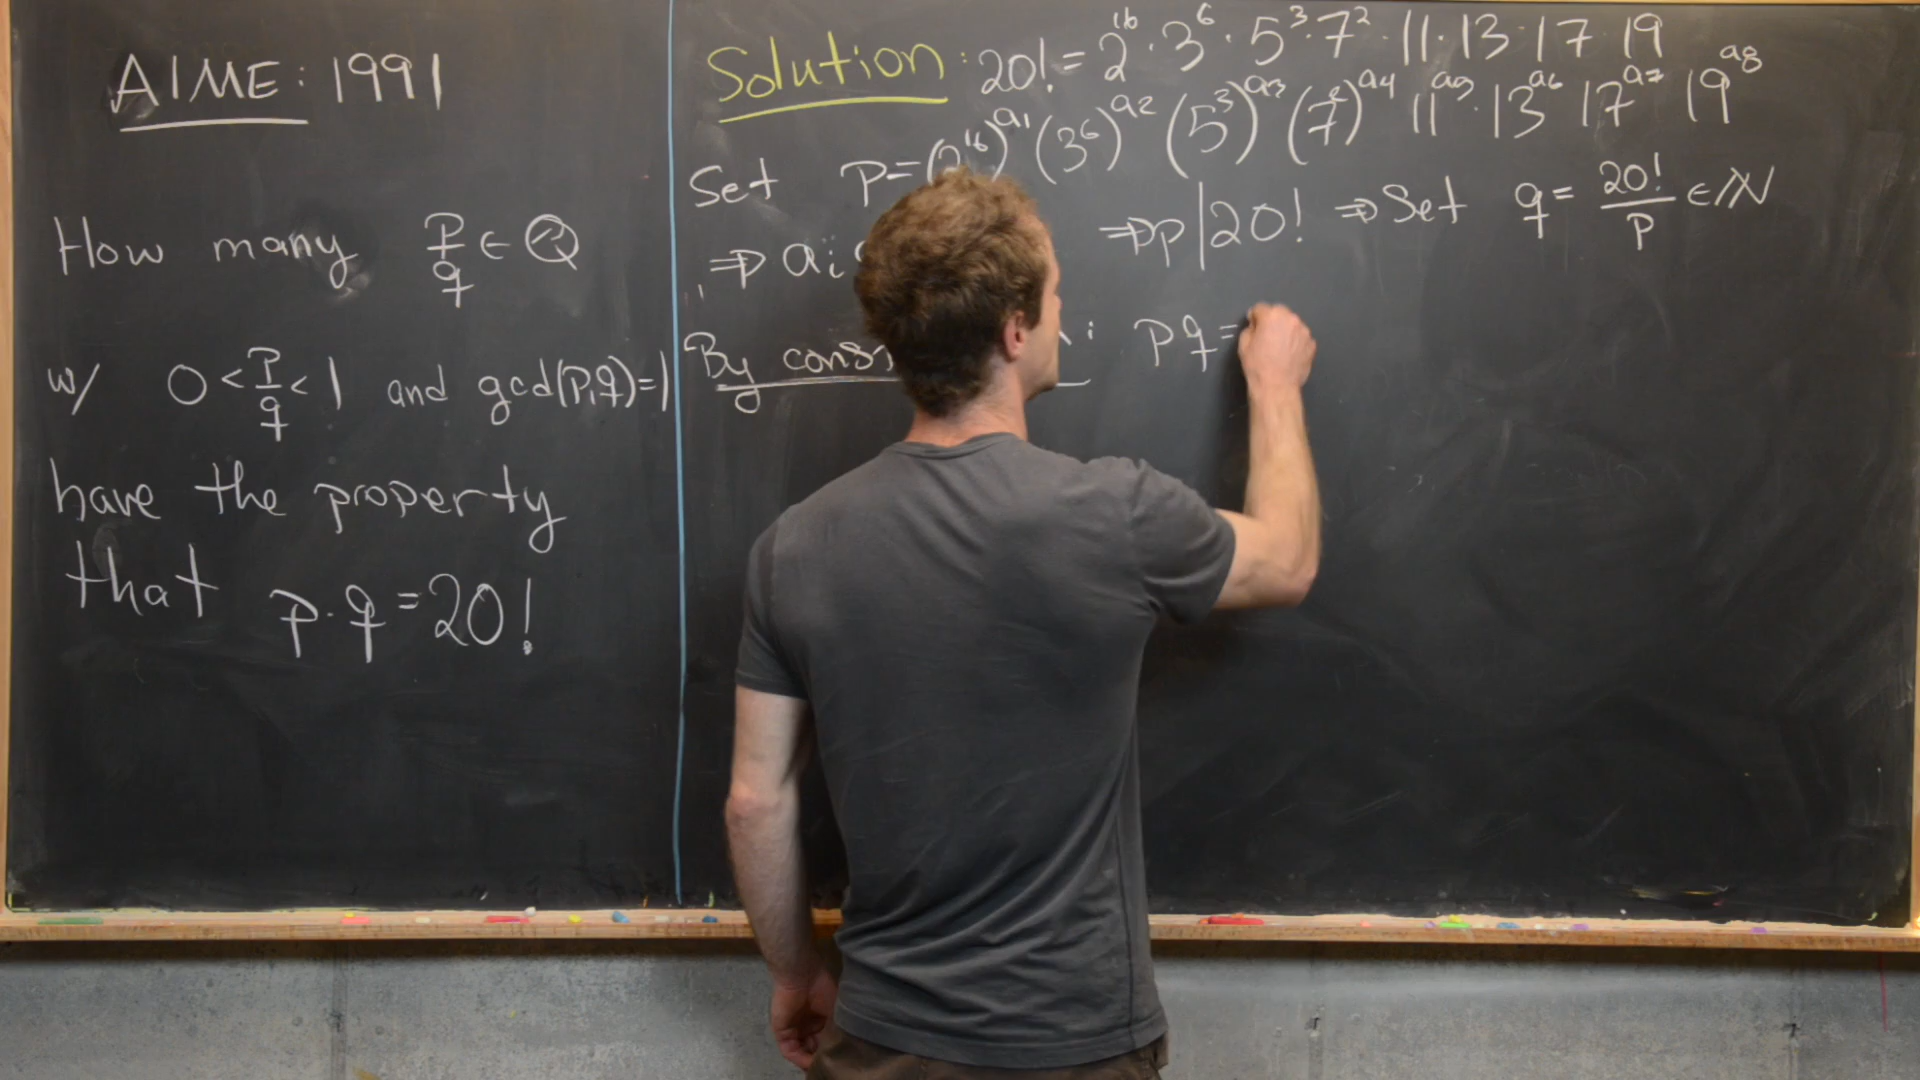 AIME: 1991
How many p/q ∈ ℚ
w/ 0 < p/q < 1 and gcd(p,q)=1
have the property
that p·q = 20!
Solution: 20! = 2^16 · 3^6 · 5^3 · 7^2 · 11 · 13 · 17 · 19
Set p = (2^16)^a1 (3^6)^a2 (5^3)^a3 (7^2)^a4 11^a5 · 13^a6 17^a7 19^a8
⇒ ai ⇒ p|20! ⇒ Set q = 20!/p ∈ ℕ
By : pq =